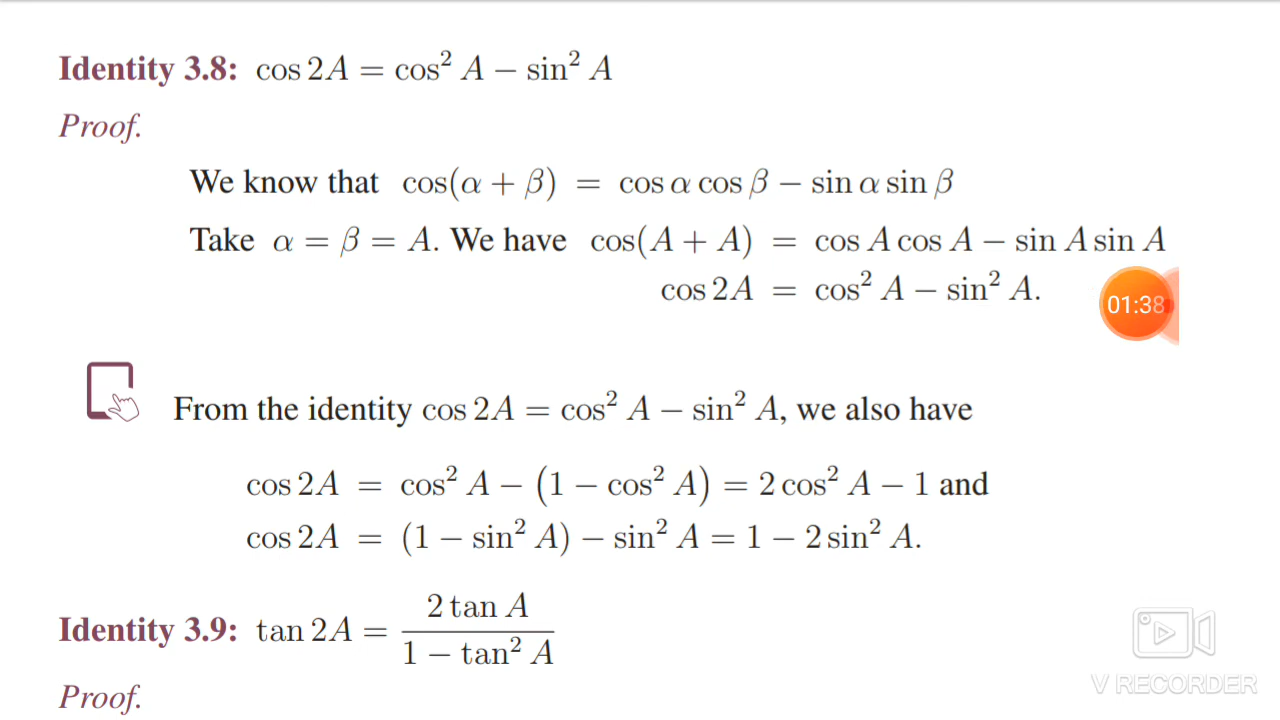 Identity 3.8: cos 2A = cos² A − sin² A
Proof.
We know that cos(α + β) = cos α cos β − sin α sin β
Take α = β = A. We have cos(A + A) = cos A cos A − sin A sin A
cos 2A = cos² A − sin² A.
01:38
From the identity cos 2A = cos² A − sin² A, we also have
cos 2A = cos² A − (1 − cos² A) = 2 cos² A − 1 and
cos 2A = (1 − sin² A) − sin² A = 1 − 2 sin² A.
Identity 3.9: tan 2A = 2 tan A / 1 − tan² A
V RECORDER
Proof.